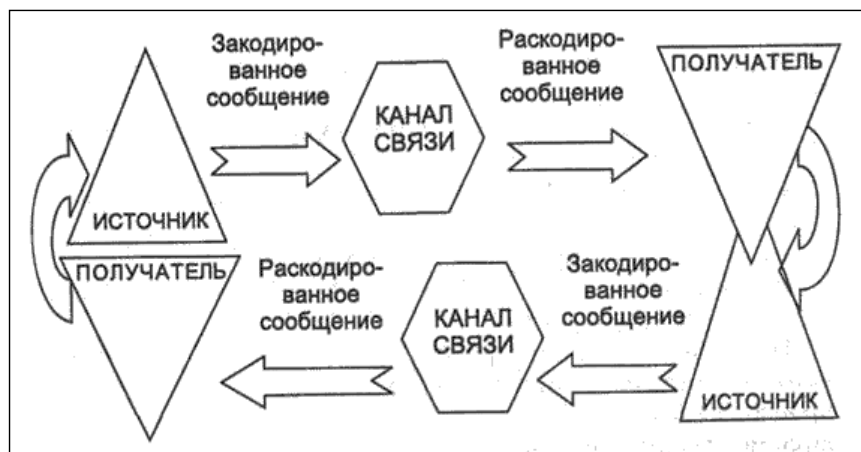 Закодиро-
ванное
сообщение
Раскодиро-
ванное
сообщение
ПОЛУЧАТЕЛЬ
КАНАЛ
СВЯЗИ
ИСТОЧНИК
ПОЛУЧАТЕЛЬ
Раскодиро-
ванное
сообщение
КАНАЛ
СВЯЗИ
Закодиро-
ванное
сообщение
ИСТОЧНИК